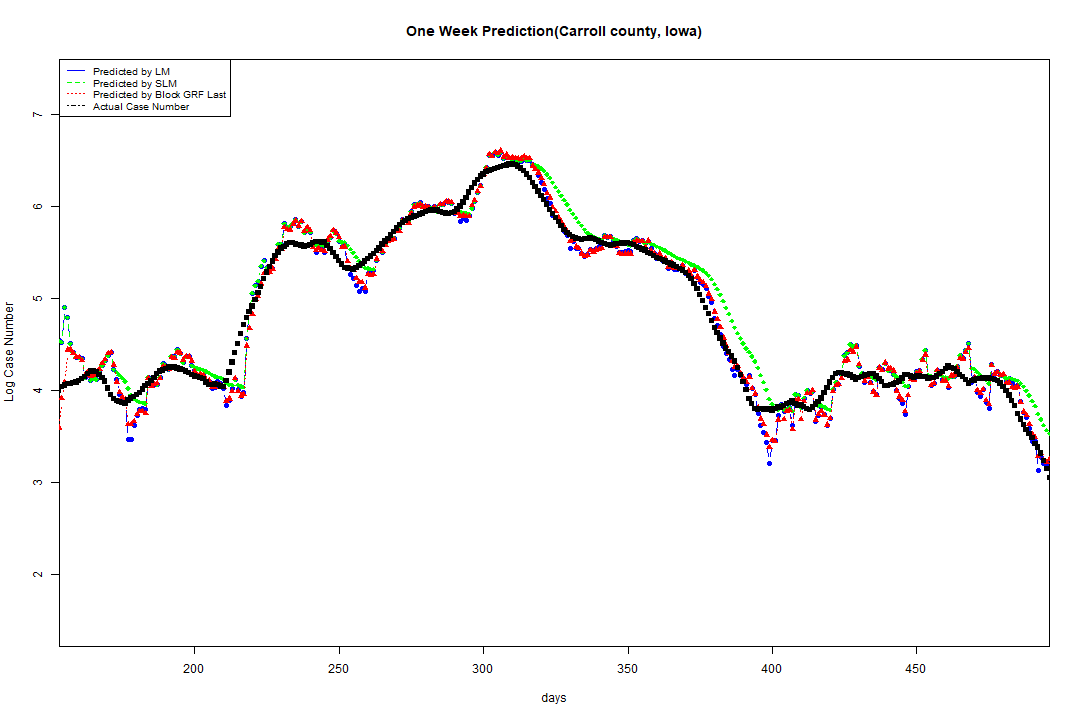 One Week Prediction(Carroll county, Iowa)
Predicted by LM
Predicted by SLM
Predicted by Block GRF Last
Actual Case Number
Log Case Number
7
6
5
4
3
2
200 250 300 350 400 450
days